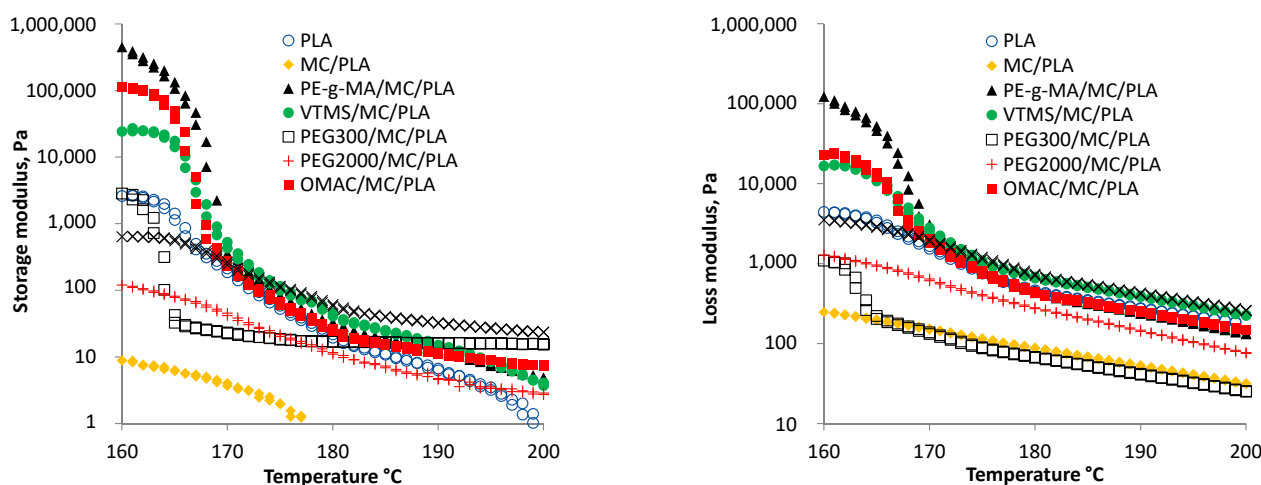 Storage modulus, Pa
1,000,000
100,000
10,000
1,000
100
10
1
160
170
180
190
200
Temperature °C
PLA
MC/PLA
PE-g-MA/MC/PLA
VTMS/MC/PLA
PEG300/MC/PLA
PEG2000/MC/PLA
OMAC/MC/PLA
Loss modulus, Pa
1,000,000
100,000
10,000
1,000
100
10
160
170
180
190
200
Temperature °C
PLA
MC/PLA
PE-g-MA/MC/PLA
VTMS/MC/PLA
PEG300/MC/PLA
PEG2000/MC/PLA
OMAC/MC/PLA